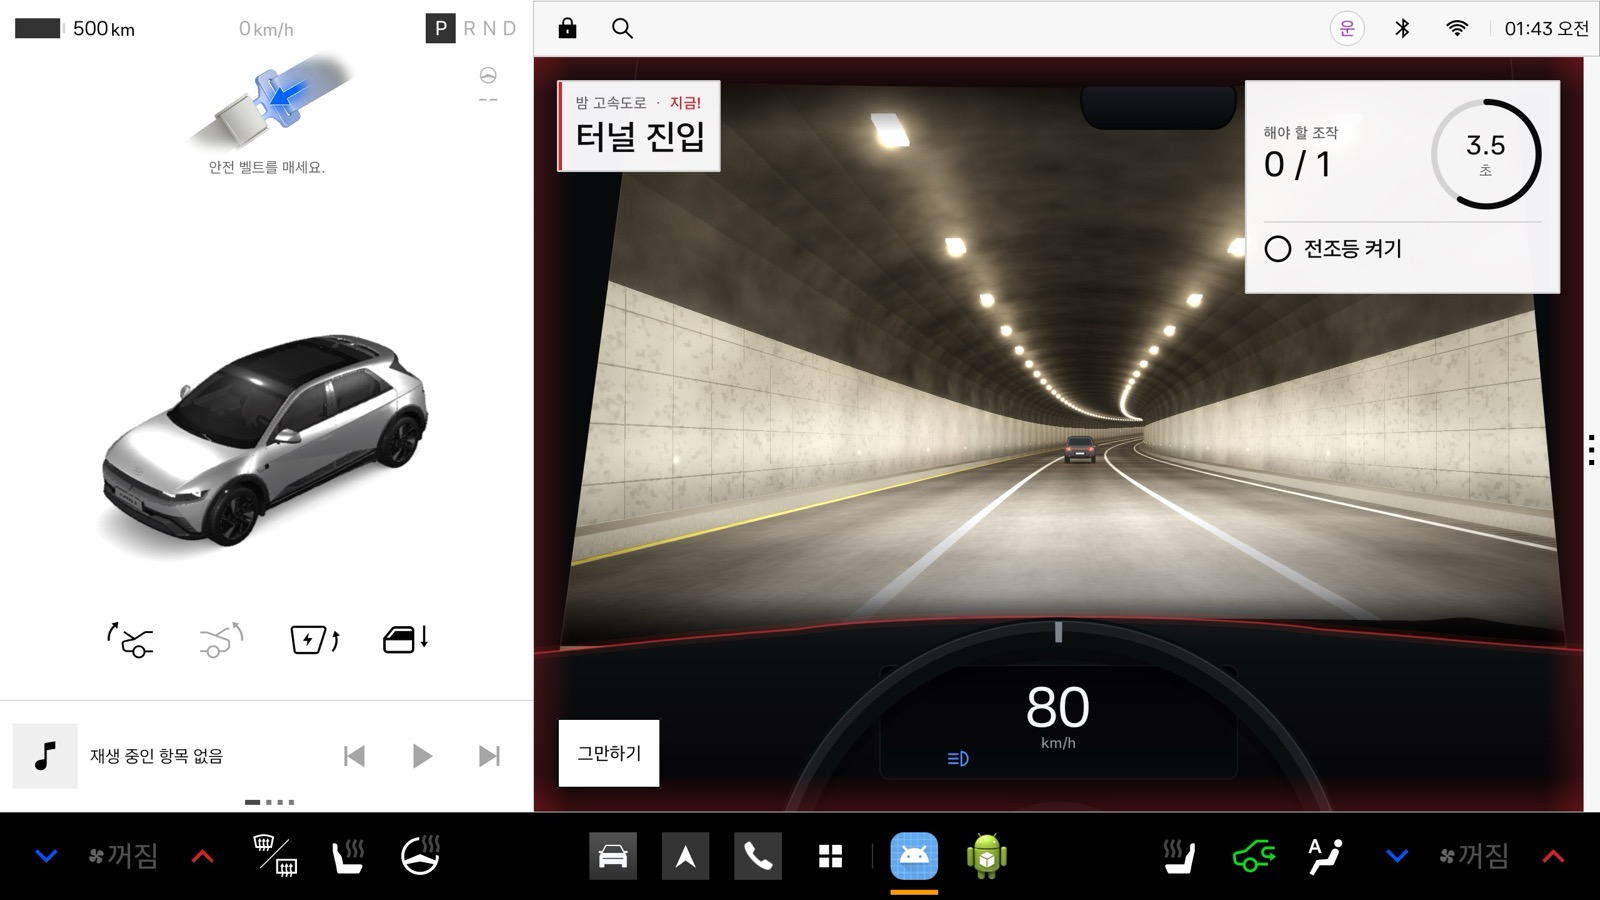 500 km
0 km/h
P R N D
운
01:43 오전
안전 벨트를 매세요.
--
밤 고속도로 · 지금!
터널 진입
해야 할 조작
0 / 1
3.5
초
전조등 켜기
80
km/h
그만하기
재생 중인 항목 없음
꺼짐
A
꺼짐